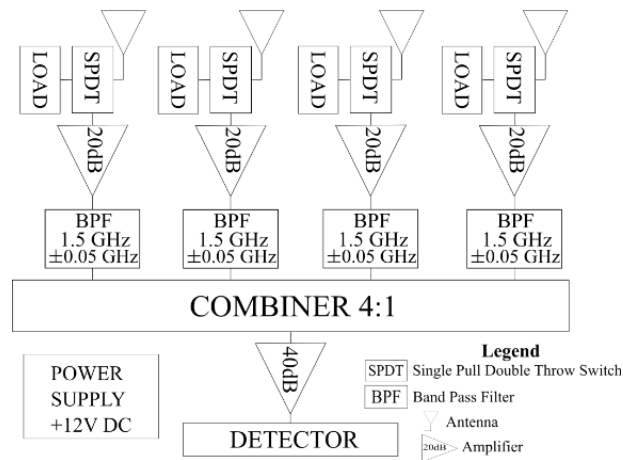 LOAD SPDT LOAD SPDT LOAD SPDT LOAD SPDT
20dB 20dB 20dB 20dB
BPF BPF BPF BPF
1.5 GHz 1.5 GHz 1.5 GHz 1.5 GHz
±0.05 GHz ±0.05 GHz ±0.05 GHz ±0.05 GHz
COMBINER 4:1
40dB
POWER
SUPPLY
+12V DC
DETECTOR
Legend
SPDT Single Pull Double Throw Switch
BPF Band Pass Filter
Antenna
20dB Amplifier